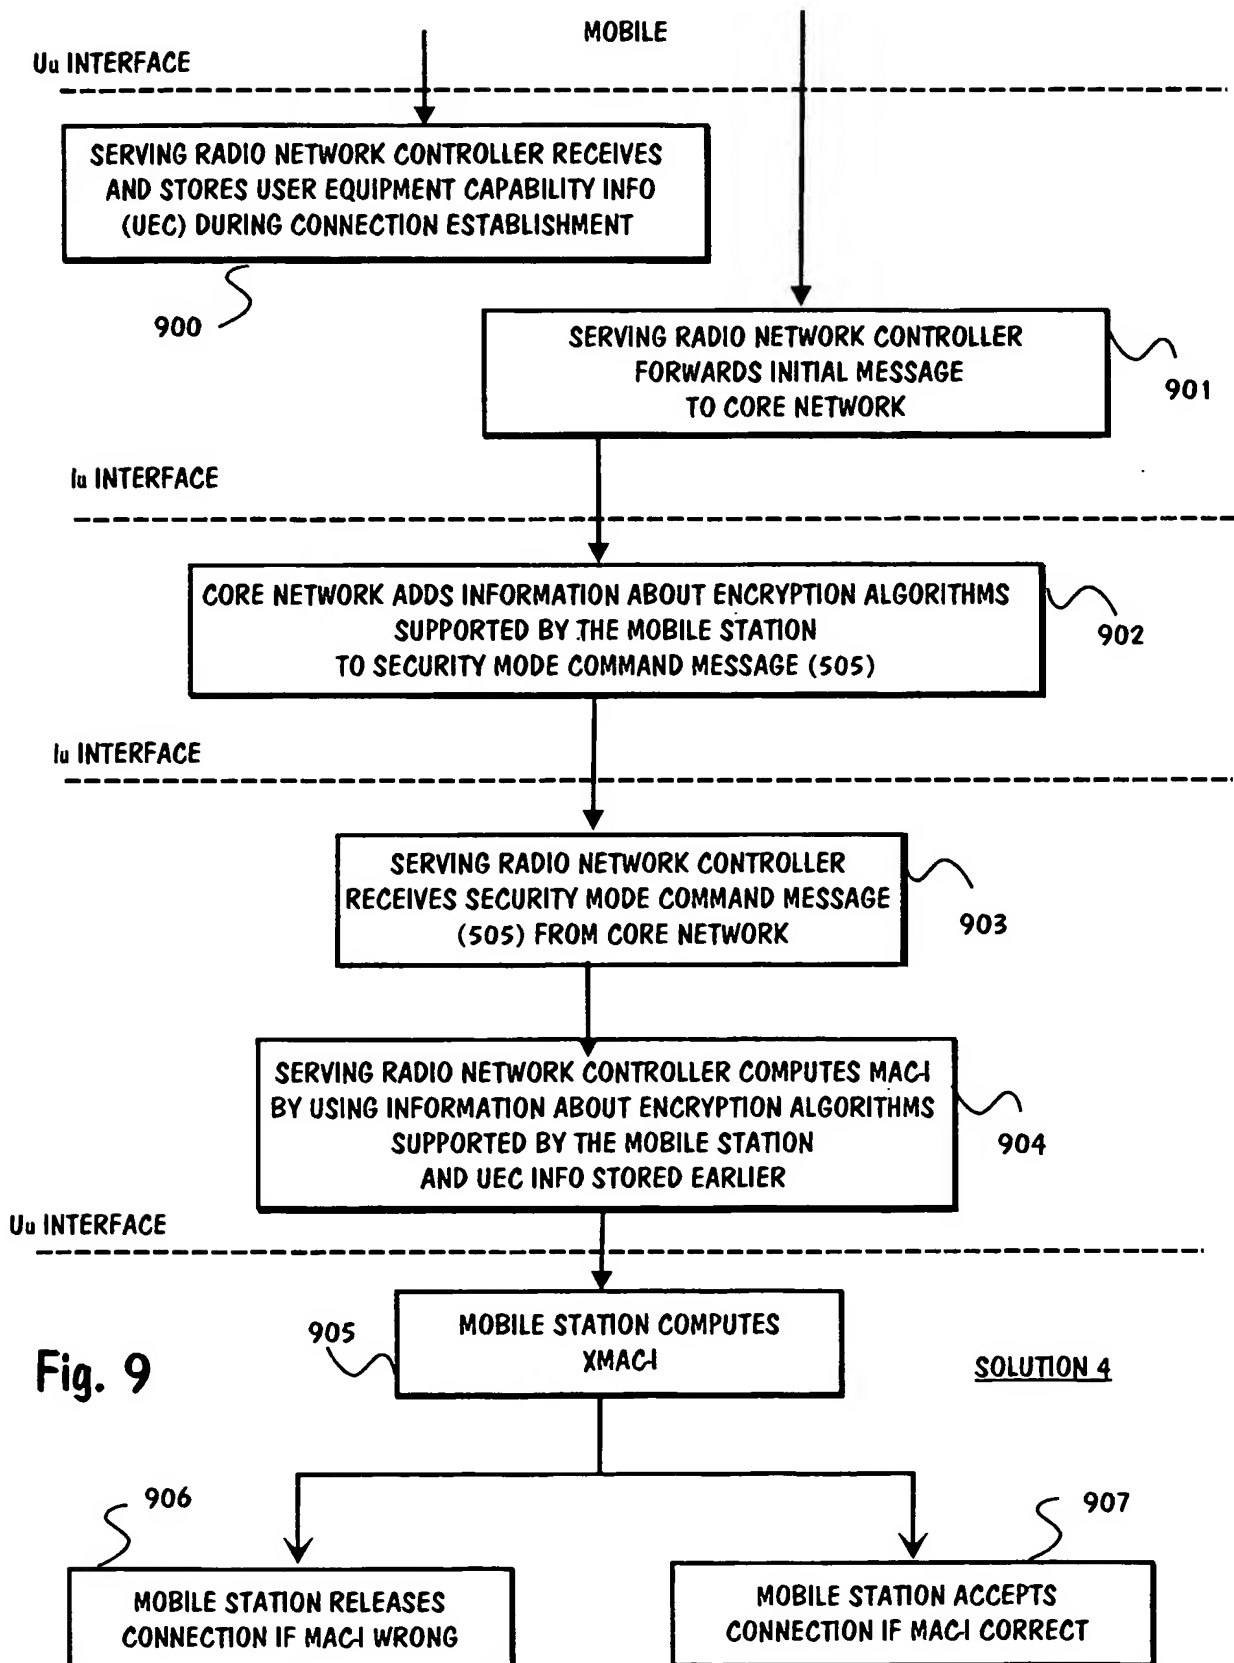 MOBILE
Uu INTERFACE
SERVING RADIO NETWORK CONTROLLER RECEIVES
AND STORES USER EQUIPMENT CAPABILITY INFO
(UEC) DURING CONNECTION ESTABLISHMENT
900
SERVING RADIO NETWORK CONTROLLER
FORWARDS INITIAL MESSAGE
TO CORE NETWORK
901
Iu INTERFACE
CORE NETWORK ADDS INFORMATION ABOUT ENCRYPTION ALGORITHMS
SUPPORTED BY THE MOBILE STATION
TO SECURITY MODE COMMAND MESSAGE (505)
902
Iu INTERFACE
SERVING RADIO NETWORK CONTROLLER
RECEIVES SECURITY MODE COMMAND MESSAGE
(505) FROM CORE NETWORK
903
SERVING RADIO NETWORK CONTROLLER COMPUTES MAC-I
BY USING INFORMATION ABOUT ENCRYPTION ALGORITHMS
SUPPORTED BY THE MOBILE STATION
AND UEC INFO STORED EARLIER
904
Uu INTERFACE
MOBILE STATION COMPUTES
XMAC-I
905
Fig. 9
SOLUTION 4
906
907
MOBILE STATION RELEASES
CONNECTION IF MAC-I WRONG
MOBILE STATION ACCEPTS
CONNECTION IF MAC-I CORRECT